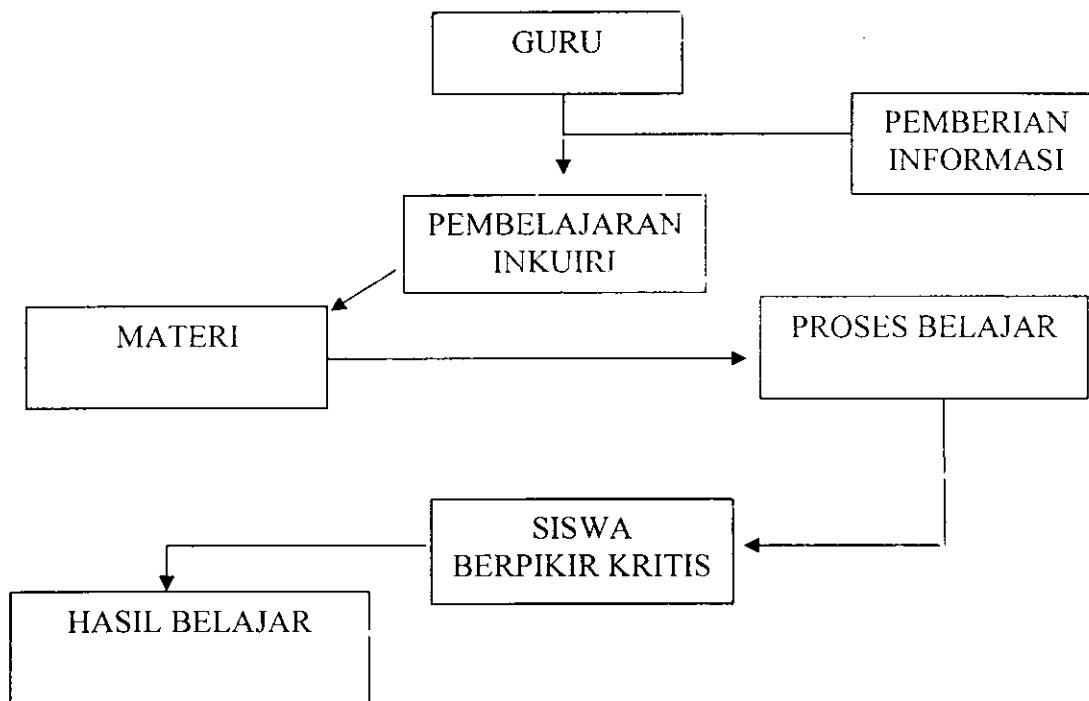 GURU
PEMBERIAN
INFORMASI
PEMBELAJARAN
INKUIRI
MATERI
PROSES BELAJAR
SISWA
BERPIKIR KRITIS
HASIL BELAJAR